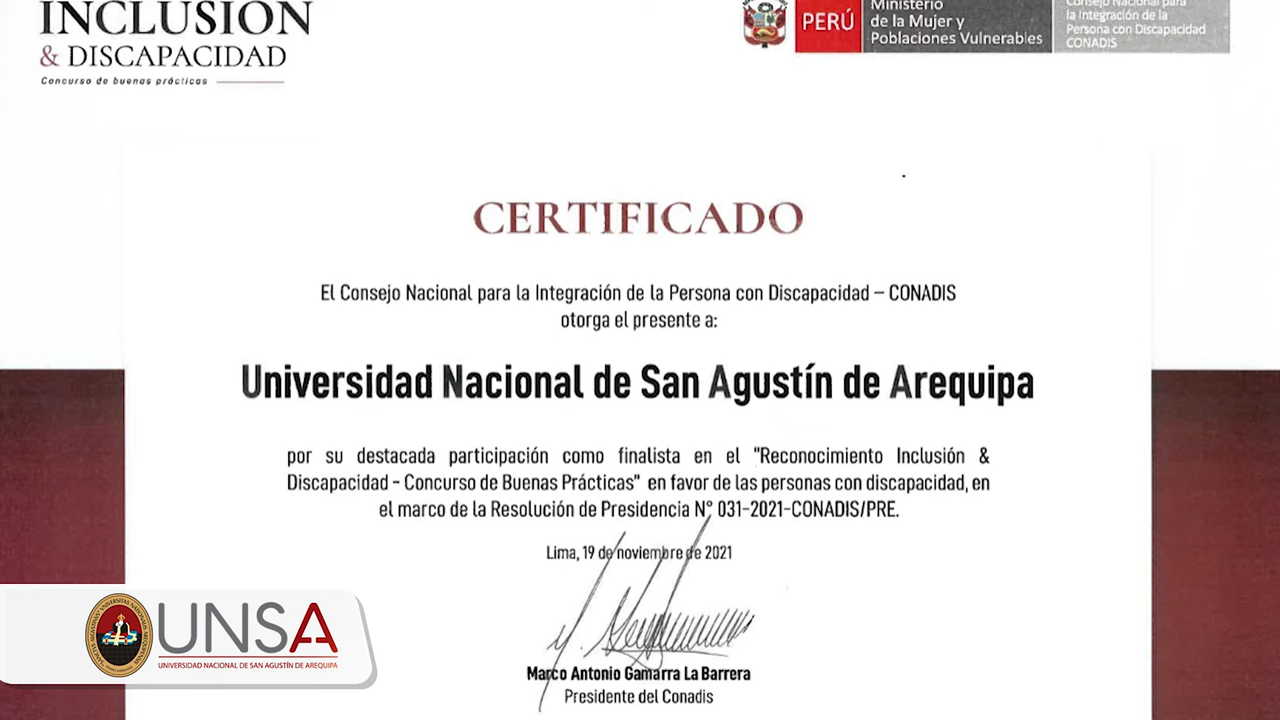 INCLUSIÓN
& DISCAPACIDAD
Concurso de buenas prácticas
PERÚ
Ministerio
de la Mujer y
Poblaciones Vulnerables
Consejo Nacional para
la Integración de la
Persona con Discapacidad
CONADIS
CERTIFICADO
El Consejo Nacional para la Integración de la Persona con Discapacidad – CONADIS
otorga el presente a:
Universidad Nacional de San Agustín de Arequipa
por su destacada participación como finalista en el "Reconocimiento Inclusión &
Discapacidad - Concurso de Buenas Prácticas" en favor de las personas con discapacidad, en
el marco de la Resolución de Presidencia N° 031-2021-CONADIS/PRE.
Lima, 19 de noviembre de 2021
Marco Antonio Gamarra La Barrera
Presidente del Conadis
UNSA
UNIVERSIDAD NACIONAL DE SAN AGUSTÍN DE AREQUIPA